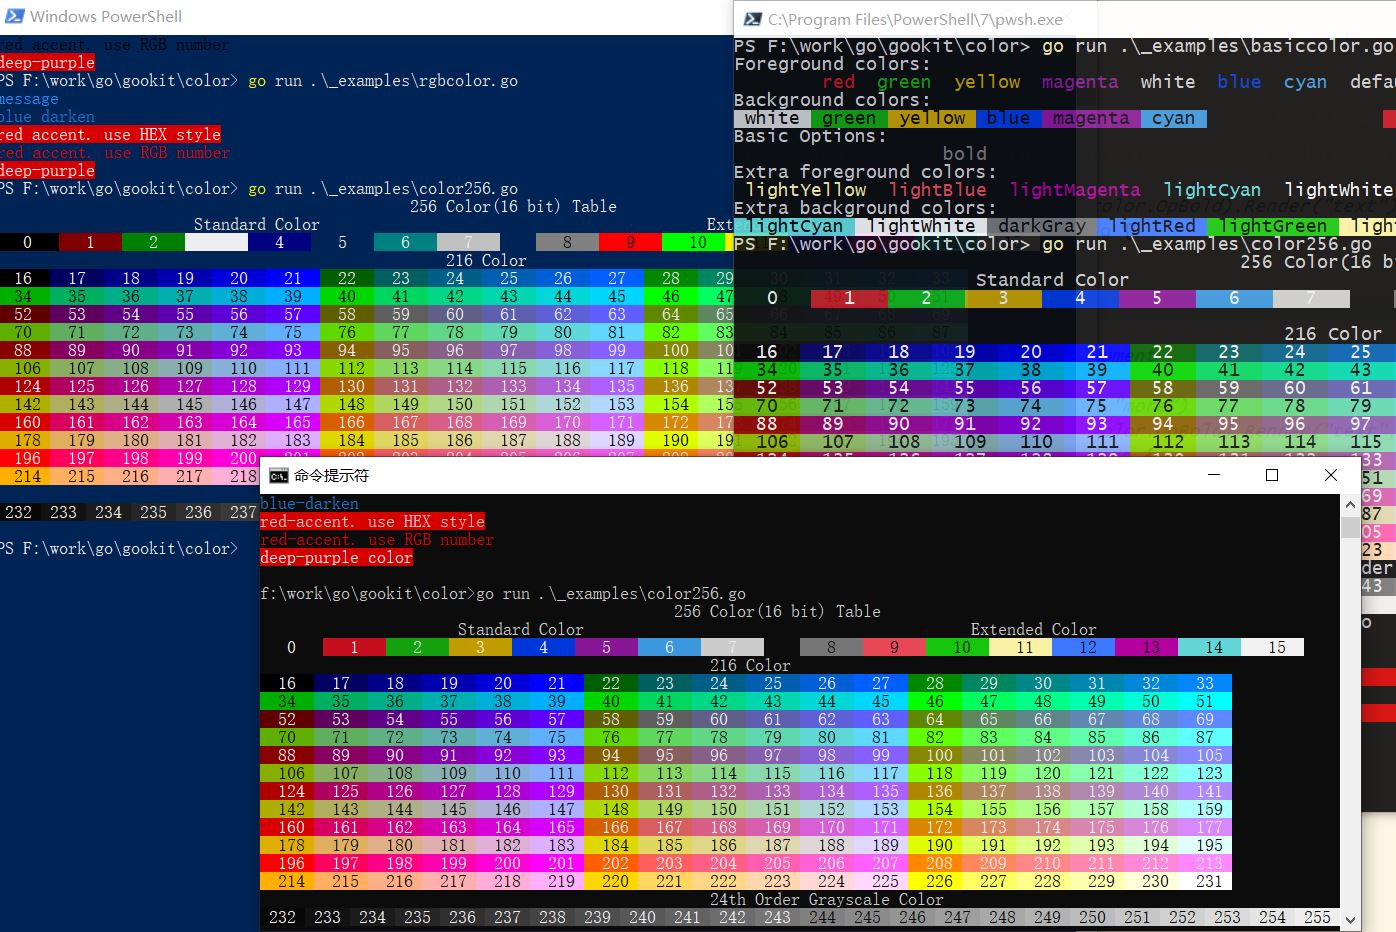 Windows PowerShell
red accent. use RGB number
deep-purple
PS F:\work\go\gookit\color> go run .\_examples\rgbcolor.go
message
blue darken
red accent. use HEX style
red accent. use RGB number
deep-purple
PS F:\work\go\gookit\color> go run .\_examples\color256.go
256 Color(16 bit) Table
Standard Color
0 1 2 4 5 6 7 8 9 10
216 Color
16 17 18 19 20 21 22 23 24 25 26 27 28 29
34 35 36 37 38 39 40 41 42 43 44 45 46 47
52 53 54 55 56 57 58 59 60 61 62 63 64 65
70 71 72 73 74 75 76 77 78 79 80 81 82 83
88 89 90 91 92 93 94 95 96 97 98 99 100
106 107 108 109 110 111 112 113 114 115 116 117 118
124 125 126 127 128 129 130 131 132 133 134 135 136
142 143 144 145 146 147 148 149 150 151 152 153 154
160 161 162 163 164 165 166 167 168 169 170 171 172
178 179 180 181 182 183 184 185 186 187 188 189 190
196 197 198 199 200
214 215 216 217 218
232 233 234 235 236 237
PS F:\work\go\gookit\color>
C:\Program Files\PowerShell\7\pwsh.exe
PS F:\work\go\gookit\color> go run .\_examples\basiccolor.go
Foreground colors:
red green yellow magenta white blue cyan defa
Background colors:
white green yellow blue magenta cyan
Basic Options:
bold
Extra foreground colors:
lightYellow lightBlue lightMagenta lightCyan lightWhite
Extra background colors:
lightCyan lightWhite darkGray lightRed lightGreen ligh
PS F:\work\go\gookit\color> go run .\_examples\color256.go
256 Color(16 b
Standard Color
0 1 2 3 4 5 6 7
216 Color
16 17 18 19 20 21 22 23 24 25
34 35 36 37 38 39 40 41 42 43
52 53 54 55 56 57 58 59 60 61
70 71 72 73 74 75 76 77 78 79
88 89 90 91 92 93 94 95 96 97
106 107 108 109 110 111 112 113 114 115
命令提示符
blue-darken
red-accent. use HEX style
red-accent. use RGB number
deep-purple color
f:\work\go\gookit\color>go run .\_examples\color256.go
256 Color(16 bit) Table
Standard Color Extended Color
0 1 2 3 4 5 6 7 8 9 10 11 12 13 14 15
216 Color
16 17 18 19 20 21 22 23 24 25 26 27 28 29 30 31 32 33
34 35 36 37 38 39 40 41 42 43 44 45 46 47 48 49 50 51
52 53 54 55 56 57 58 59 60 61 62 63 64 65 66 67 68 69
70 71 72 73 74 75 76 77 78 79 80 81 82 83 84 85 86 87
88 89 90 91 92 93 94 95 96 97 98 99 100 101 102 103 104 105
106 107 108 109 110 111 112 113 114 115 116 117 118 119 120 121 122 123
124 125 126 127 128 129 130 131 132 133 134 135 136 137 138 139 140 141
142 143 144 145 146 147 148 149 150 151 152 153 154 155 156 157 158 159
160 161 162 163 164 165 166 167 168 169 170 171 172 173 174 175 176 177
178 179 180 181 182 183 184 185 186 187 188 189 190 191 192 193 194 195
196 197 198 199 200 201 202 203 204 205 206 207 208 209 210 211 212 213
214 215 216 217 218 219 220 221 222 223 224 225 226 227 228 229 230 231
24th Order Grayscale Color
232 233 234 235 236 237 238 239 240 241 242 243 244 245 246 247 248 249 250 251 252 253 254 255